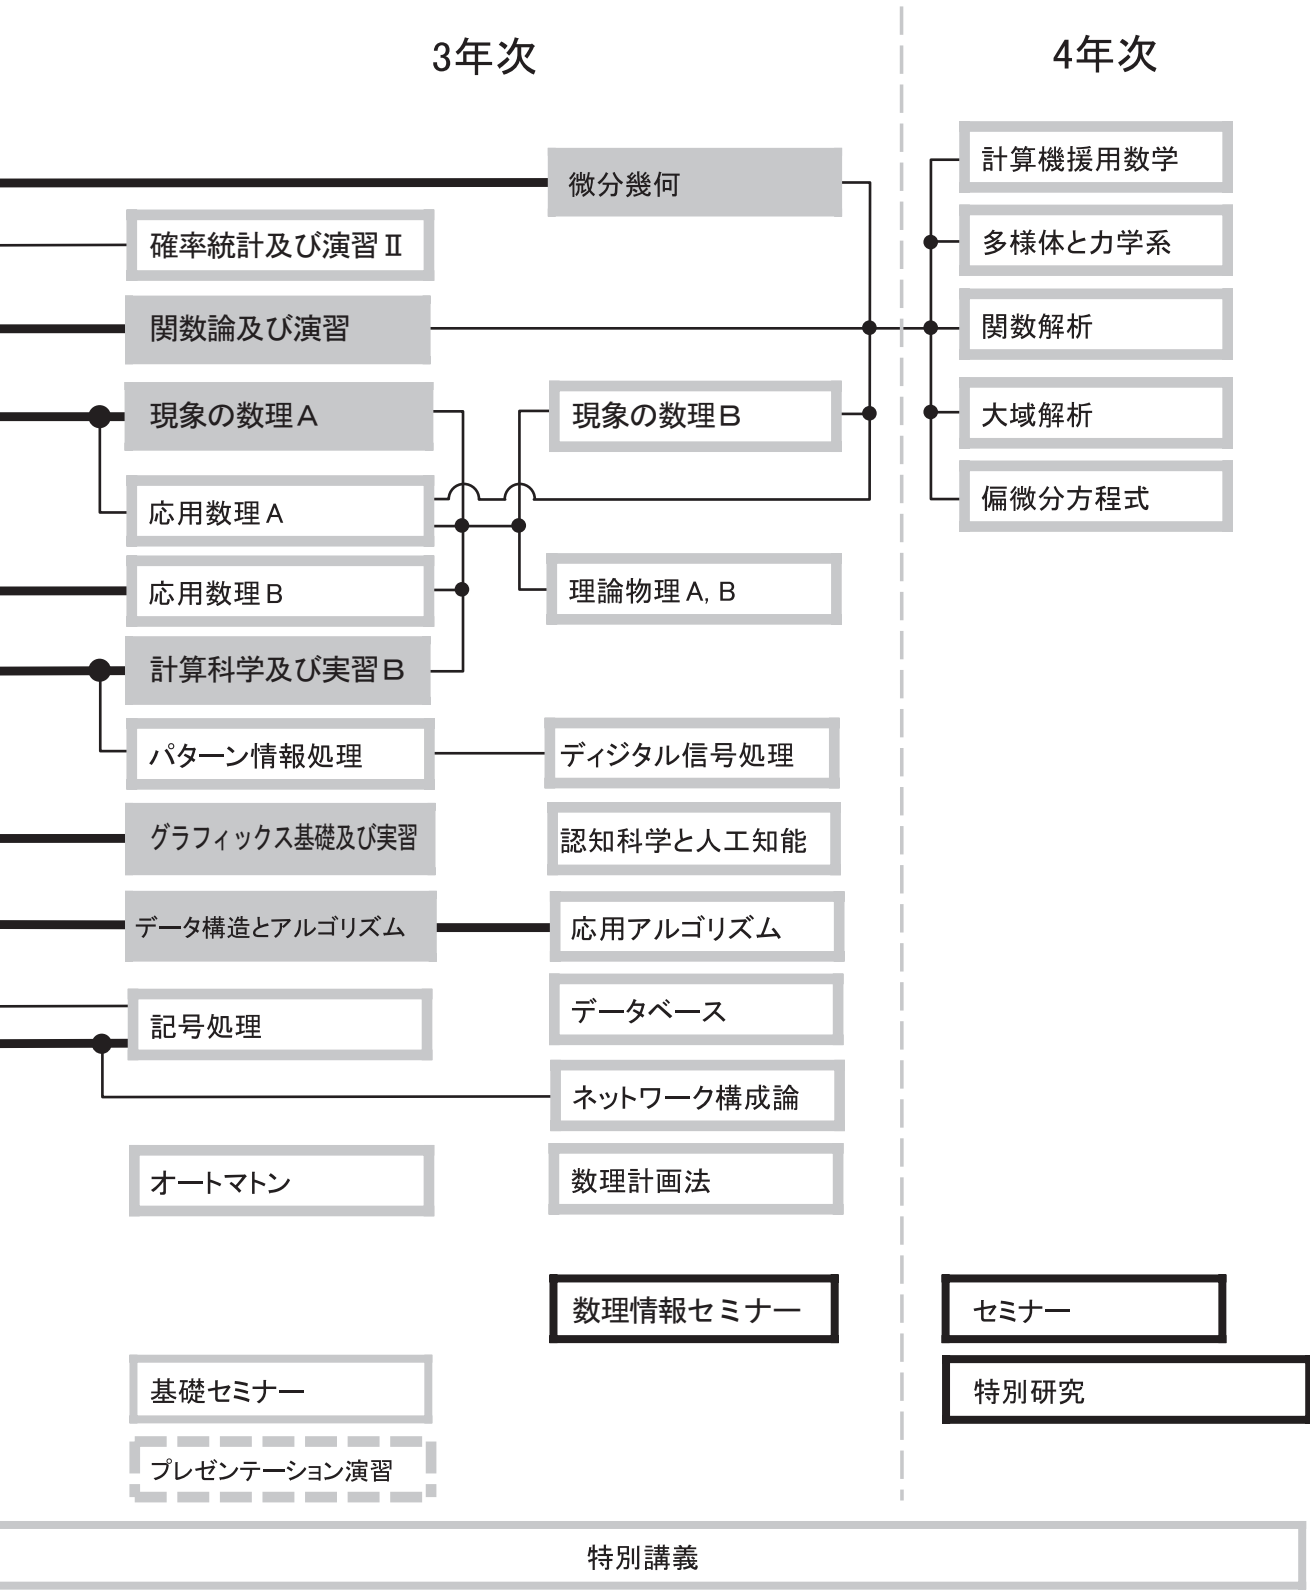 3年次
4年次
微分幾何
確率統計及び演習Ⅱ
関数論及び演習
現象の数理A
現象の数理B
応用数理A
応用数理B
理論物理A, B
計算科学及び実習B
パターン情報処理
ディジタル信号処理
グラフィックス基礎及び実習
認知科学と人工知能
データ構造とアルゴリズム
応用アルゴリズム
データベース
記号処理
ネットワーク構成論
オートマトン
数理計画法
数理情報セミナー
基礎セミナー
プレゼンテーション演習
計算機援用数学
多様体と力学系
関数解析
大域解析
偏微分方程式
セミナー
特別研究
特別講義